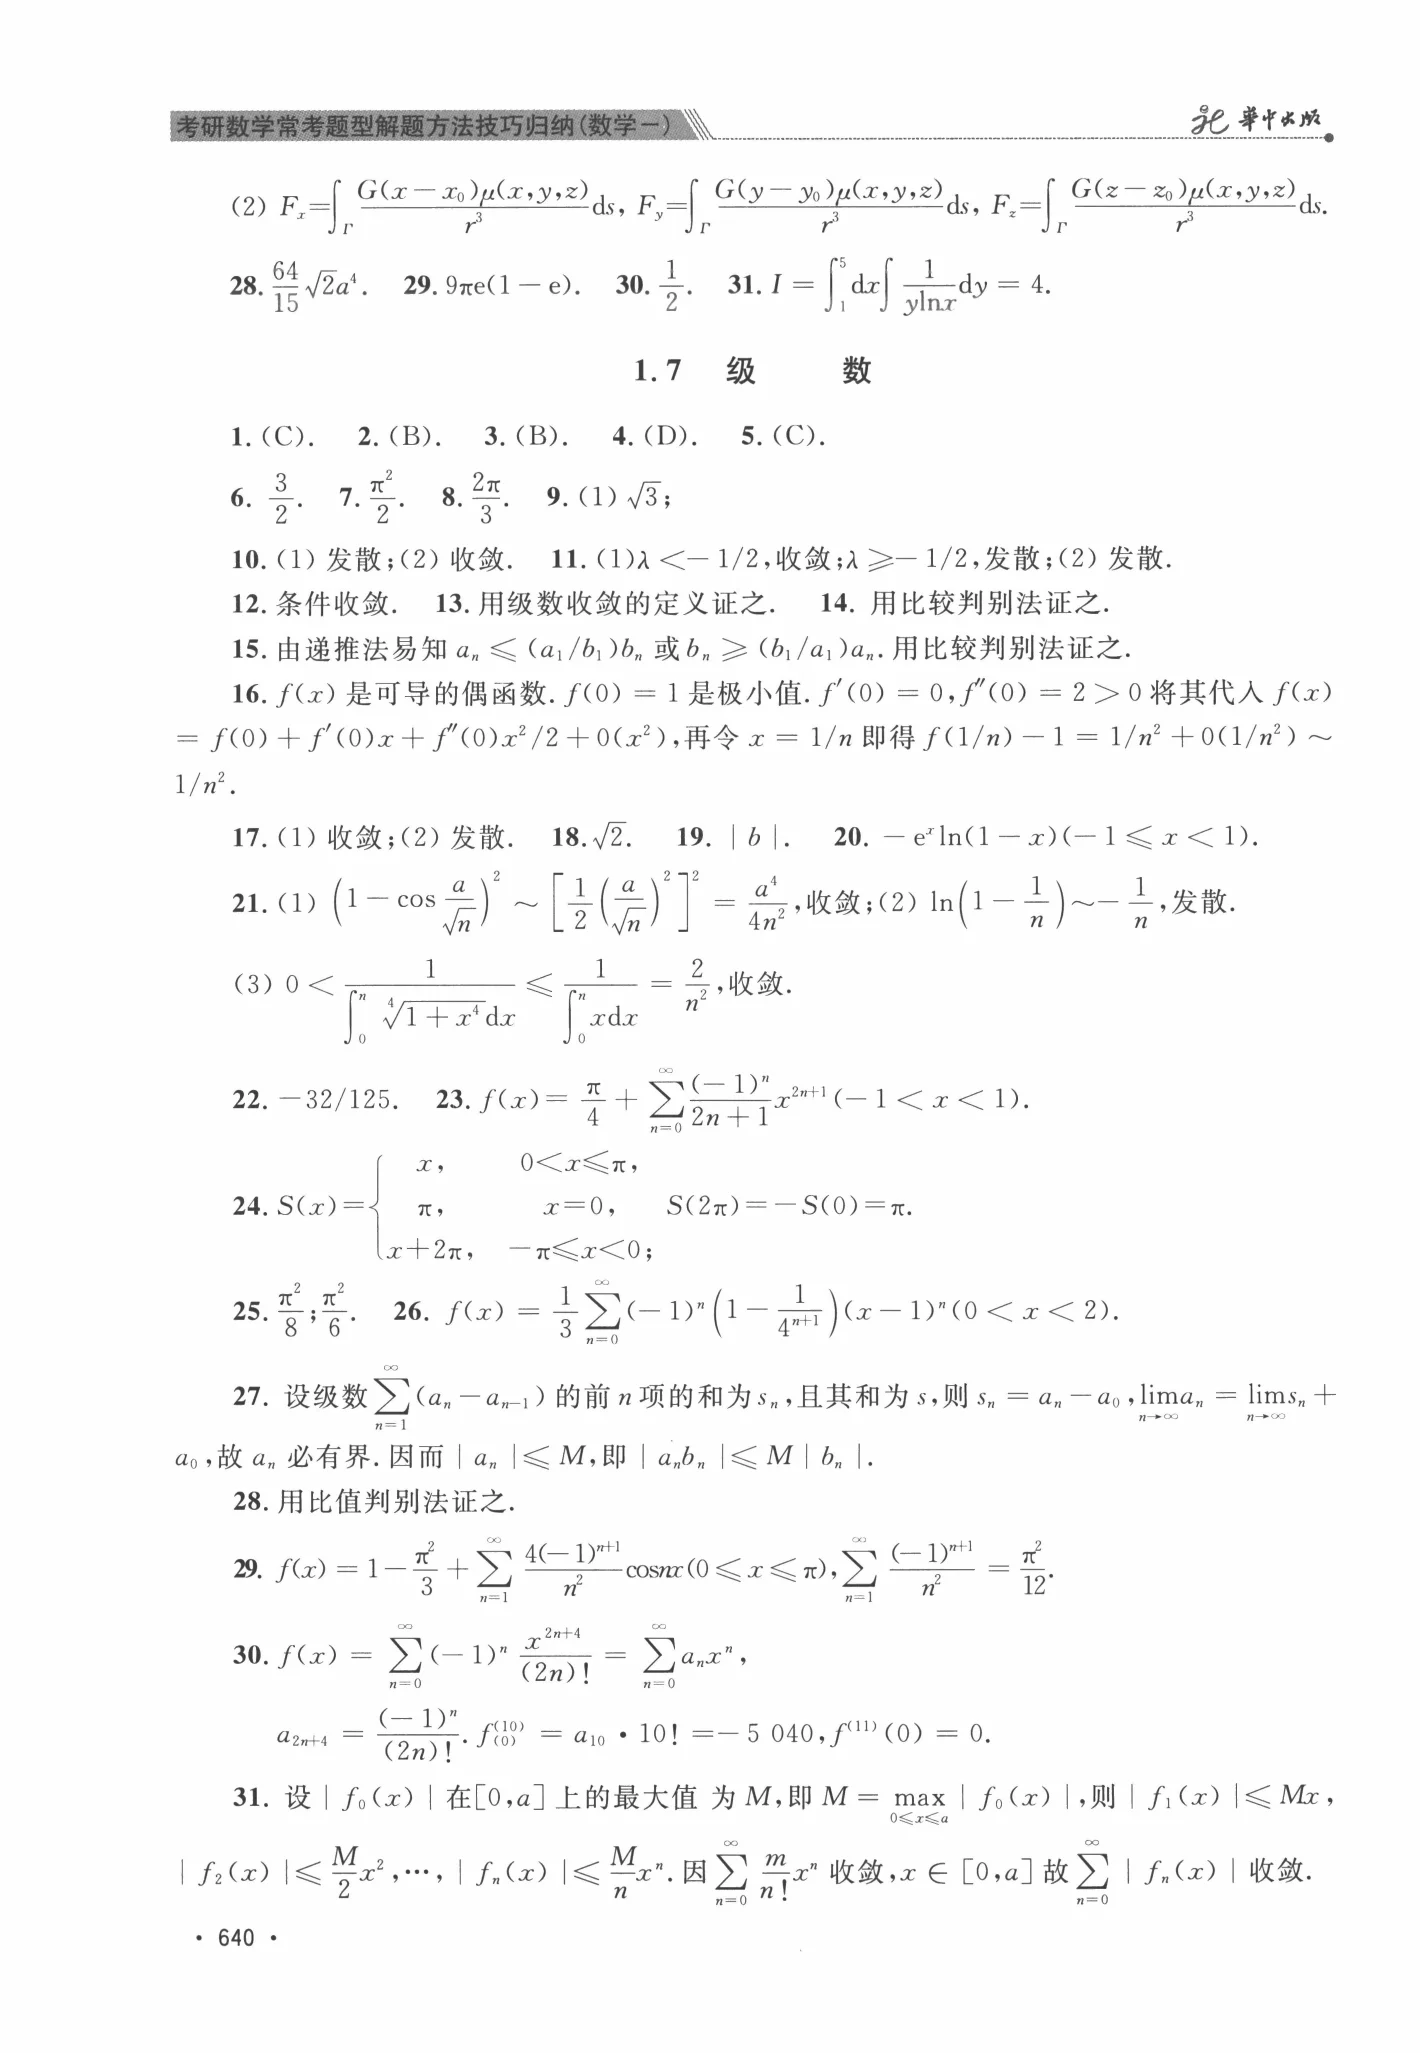 考研数学常考题型解题方法技巧归纳(数学一) 华中出版
(2) $F_x=\int_\Gamma \frac{G(x-x_0)\mu(x,y,z)}{r^3}ds, F_y=\int_\Gamma \frac{G(y-y_0)\mu(x,y,z)}{r^3}ds, F_z=\int_\Gamma \frac{G(z-z_0)\mu(x,y,z)}{r^3}ds.$
28. $\frac{64}{15}\sqrt{2}a^4$. 29. $9\pi e(1-e)$. 30. $\frac{1}{2}$. 31. $I=\int_1^5 dx\int \frac{1}{y\ln x}dy=4.$
1.7 级 数
1. (C). 2. (B). 3. (B). 4. (D). 5. (C).
6. $\frac{3}{2}$. 7. $\frac{\pi^2}{2}$. 8. $\frac{2\pi}{3}$. 9. (1) $\sqrt{3}$;
10. (1) 发散;(2) 收敛. 11. (1)λ<-1/2,收敛;λ⩾-1/2,发散;(2) 发散.
12. 条件收敛. 13. 用级数收敛的定义证之. 14. 用比较判别法证之.
15. 由递推法易知 $a_n\leqslant(a_1/b_1)b_n$ 或 $b_n\geqslant(b_1/a_1)a_n$. 用比较判别法证之.
16. $f(x)$ 是可导的偶函数. $f(0)=1$ 是极小值. $f'(0)=0,f''(0)=2>0$ 将其代入 $f(x)$
$=f(0)+f'(0)x+f''(0)x^2/2+0(x^2)$,再令 $x=1/n$ 即得 $f(1/n)-1=1/n^2+0(1/n^2)\sim$
$1/n^2$.
17. (1) 收敛;(2) 发散. 18. $\sqrt{2}$. 19. $|b|$. 20. $-e^x\ln(1-x)(-1\leqslant x<1)$.
21. (1) $\left(1-\cos\frac{a}{\sqrt{n}}\right)^2\sim\left[\frac{1}{2}\left(\frac{a}{\sqrt{n}}\right)^2\right]^2=\frac{a^4}{4n^2}$,收敛;(2) $\ln\left(1-\frac{1}{n}\right)\sim-\frac{1}{n}$,发散.
(3) $0<\frac{1}{\int_0^n\sqrt[4]{1+x^4}dx}\leqslant\frac{1}{\int_0^n xdx}=\frac{2}{n^2}$,收敛.
22. $-32/125$. 23. $f(x)=\frac{\pi}{4}+\sum_{n=0}^{\infty}\frac{(-1)^n}{2n+1}x^{2n+1}(-1<x<1)$.
24. $S(x)=\begin{cases}x, & 0<x\leqslant\pi,\\ \pi, & x=0,\\ x+2\pi, & -\pi\leqslant x<0;\end{cases}$ $S(2\pi)=-S(0)=\pi.$
25. $\frac{\pi^2}{8};\frac{\pi^2}{6}$. 26. $f(x)=\frac{1}{3}\sum_{n=0}^{\infty}(-1)^n\left(1-\frac{1}{4^{n+1}}\right)(x-1)^n(0<x<2)$.
27. 设级数 $\sum_{n=1}^{\infty}(a_n-a_{n-1})$ 的前 $n$ 项的和为 $s_n$,且其和为 $s$,则 $s_n=a_n-a_0,\lim_{n\to\infty}a_n=\lim_{n\to\infty}s_n+$
$a_0$,故 $a_n$ 必有界. 因而 $|a_n|\leqslant M$,即 $|a_nb_n|\leqslant M|b_n|$.
28. 用比值判别法证之.
29. $f(x)=1-\frac{\pi^2}{3}+\sum_{n=1}^{\infty}\frac{4(-1)^{n+1}}{n^2}\cos nx(0\leqslant x\leqslant\pi),\sum_{n=1}^{\infty}\frac{(-1)^{n+1}}{n^2}=\frac{\pi^2}{12}.$
30. $f(x)=\sum_{n=0}^{\infty}(-1)^n\frac{x^{2n+4}}{(2n)!}=\sum_{n=0}^{\infty}a_nx^n,$
$a_{2n+4}=\frac{(-1)^n}{(2n)!}. f_{(0)}^{(10)}=a_{10}\cdot10!=-5\,040,f^{(11)}(0)=0.$
31. 设 $|f_0(x)|$ 在 $[0,a]$ 上的最大值 为 $M$,即 $M=\max_{0\leqslant x\leqslant a}|f_0(x)|$,则 $|f_1(x)|\leqslant Mx,$
$|f_2(x)|\leqslant\frac{M}{2}x^2,\cdots,|f_n(x)|\leqslant\frac{M}{n}x^n$. 因 $\sum_{n=0}^{\infty}\frac{m}{n!}x^n$ 收敛,$x\in[0,a]$ 故 $\sum_{n=0}^{\infty}|f_n(x)|$ 收敛.
· 640 ·